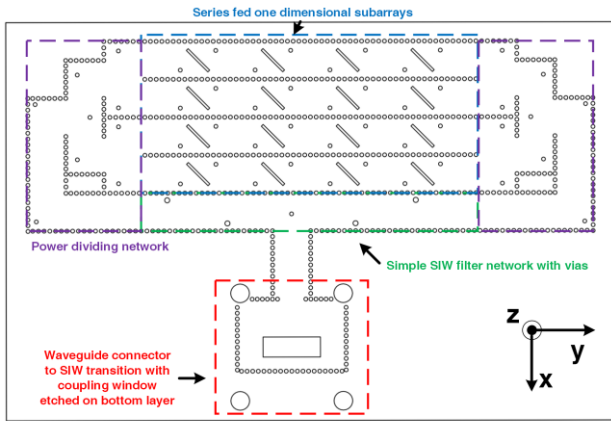 Series fed one dimensional subarrays
Power dividing network
Simple SIW filter network with vias
Waveguide connector
to SIW transition with
coupling window
etched on bottom layer
z
y
x